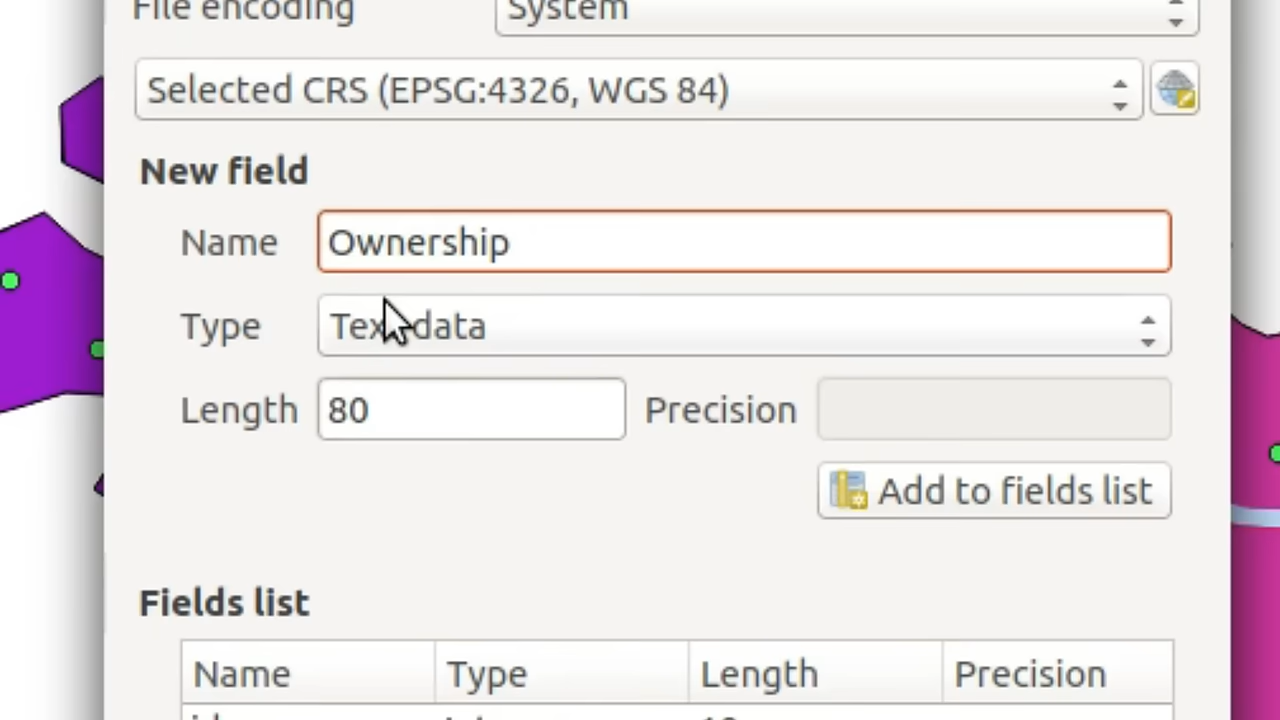 File encoding System
Selected CRS (EPSG:4326, WGS 84)
New field
Name Ownership
Type Text data
Length 80 Precision
Add to fields list
Fields list
Name Type Length Precision